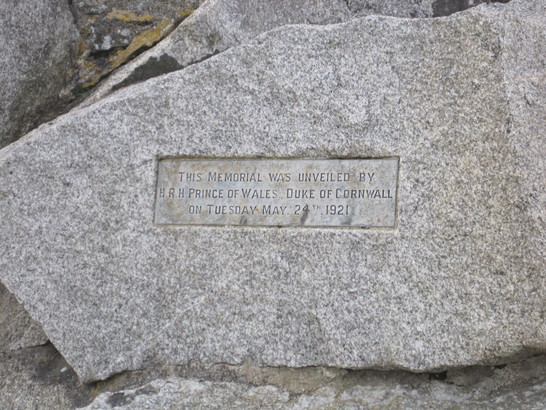 THIS MEMORIAL WAS UNVEILED BY
H.R.H PRINCE OF WALES. DUKE OF CORNWALL
ON TUESDAY MAY. 24TH 1921